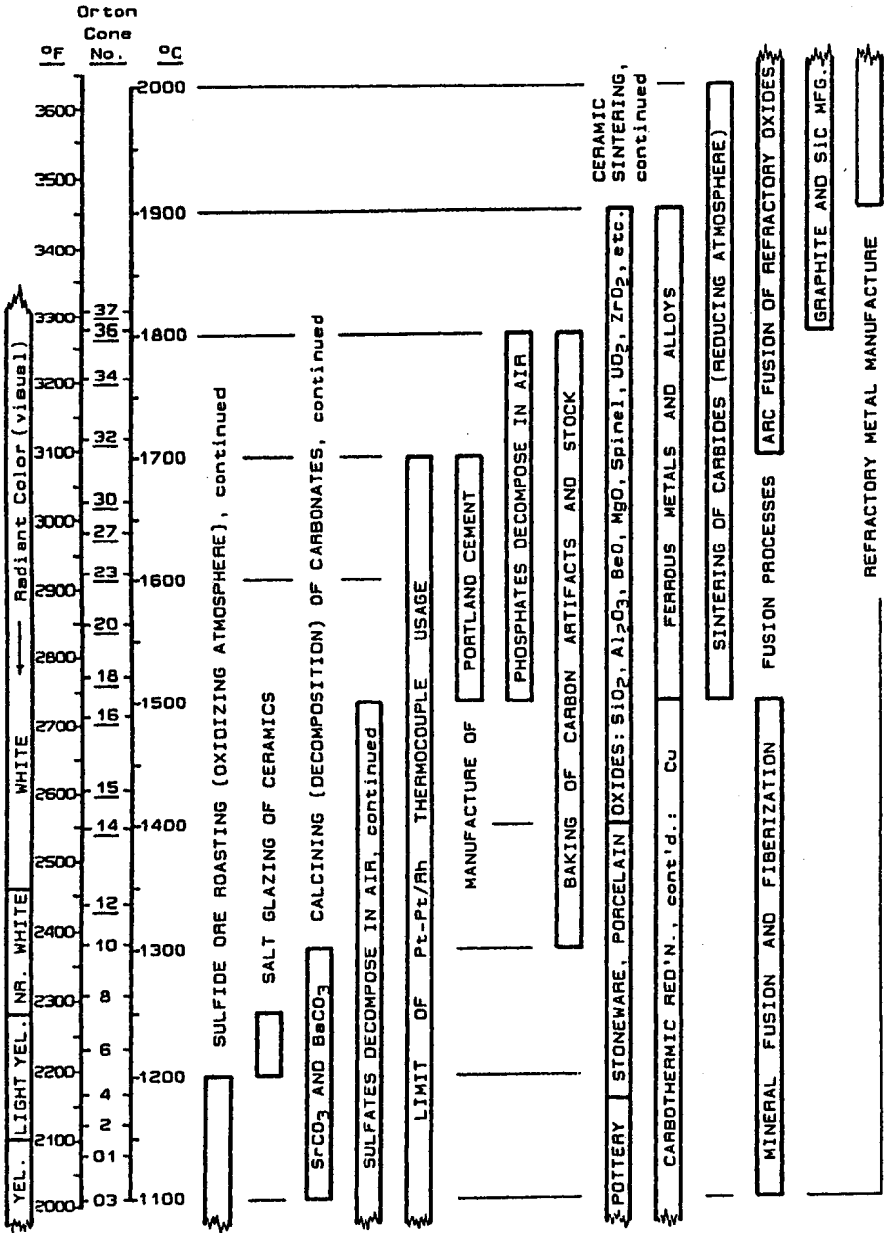 Orton
Cone
No.
°F
°C
3600
3500
3400
3300
3200
3100
3000
2900
2800
2700
2600
2500
2400
2300
2200
2100
2000
37
36
34
32
30
27
23
20
18
16
15
14
12
10
8
6
4
2
01
03
2000
1900
1800
1700
1600
1500
1400
1300
1200
1100
YEL. LIGHT YEL. NR. WHITE WHITE ← Radiant Color (visual)
SULFIDE ORE ROASTING (OXIDIZING ATMOSPHERE), continued
SALT GLAZING OF CERAMICS
SrCO3 AND BaCO3 CALCINING (DECOMPOSITION) OF CARBONATES, continued
SULFATES DECOMPOSE IN AIR, continued
LIMIT OF Pt-Pt/Rh THERMOCOUPLE USAGE
MANUFACTURE OF PORTLAND CEMENT
PHOSPHATES DECOMPOSE IN AIR
BAKING OF CARBON ARTIFACTS AND STOCK
CERAMIC
SINTERING,
continued
POTTERY STONEWARE, PORCELAIN OXIDES: SiO2, Al2O3, BeO, MgO, Spinel, UO2, ZrO2, etc.
CARBOTHERMIC RED'N., cont'd.: Cu FERROUS METALS AND ALLOYS
SINTERING OF CARBIDES (REDUCING ATMOSPHERE)
MINERAL FUSION AND FIBERIZATION FUSION PROCESSES ARC FUSION OF REFRACTORY OXIDES
GRAPHITE AND SiC MFG.
REFRACTORY METAL MANUFACTURE